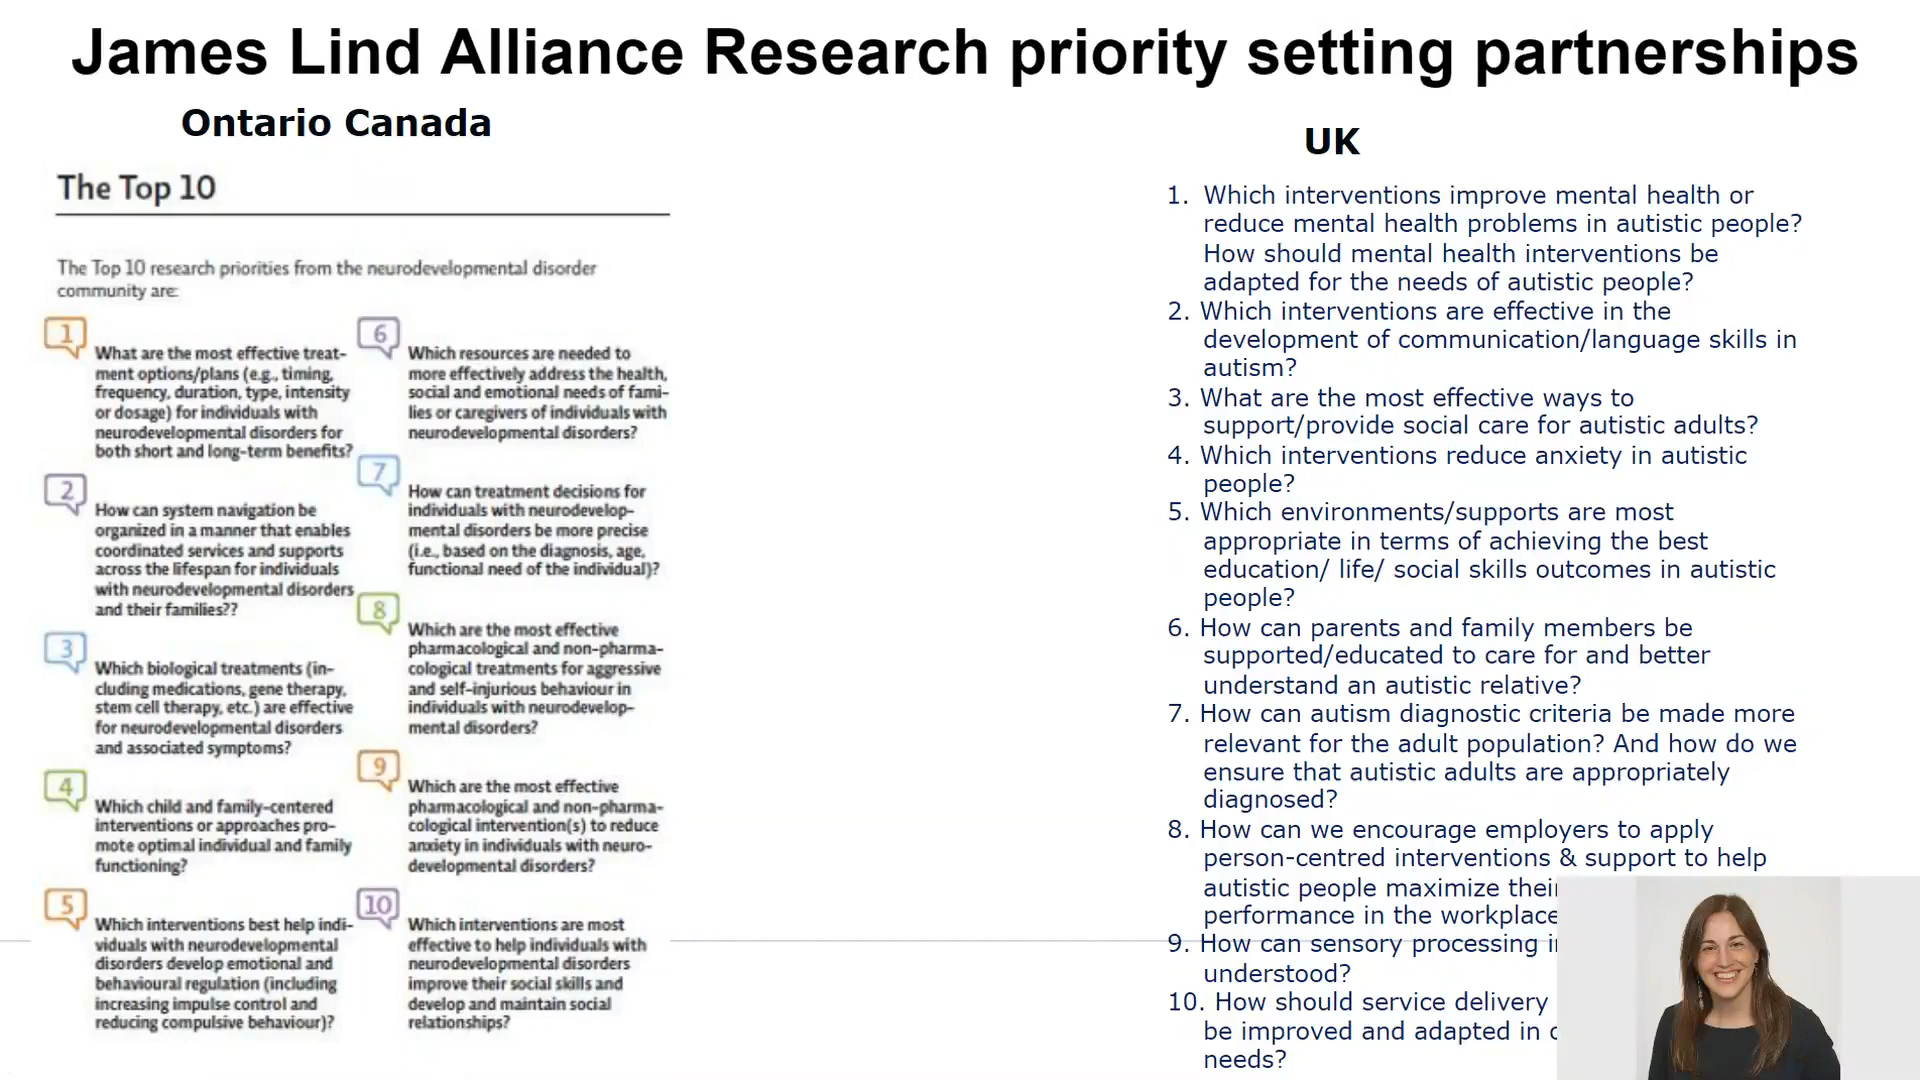 James Lind Alliance Research priority setting partnerships
Ontario Canada
The Top 10
The Top 10 research priorities from the neurodevelopmental disorder
community are:
1
What are the most effective treat-
ment options/plans (e.g., timing,
frequency, duration, type, intensity
or dosage) for individuals with
neurodevelopmental disorders for
both short and long-term benefits?
2
How can system navigation be
organized in a manner that enables
coordinated services and supports
across the lifespan for individuals
with neurodevelopmental disorders
and their families??
3
Which biological treatments (in-
cluding medications, gene therapy,
stem cell therapy, etc.) are effective
for neurodevelopmental disorders
and associated symptoms?
4
Which child and family-centered
interventions or approaches pro-
mote optimal individual and family
functioning?
5
Which interventions best help indi-
viduals with neurodevelopmental
disorders develop emotional and
behavioural regulation (including
increasing impulse control and
reducing compulsive behaviour)?
6
Which resources are needed to
more effectively address the health,
social and emotional needs of fami-
lies or caregivers of individuals with
neurodevelopmental disorders?
7
How can treatment decisions for
individuals with neurodevelop-
mental disorders be more precise
(i.e., based on the diagnosis, age,
functional need of the individual)?
8
Which are the most effective
pharmacological and non-pharma-
cological treatments for aggressive
and self-injurious behaviour in
individuals with neurodevelop-
mental disorders?
9
Which are the most effective
pharmacological and non-pharma-
cological intervention(s) to reduce
anxiety in individuals with neuro-
developmental disorders?
10
Which interventions are most
effective to help individuals with
neurodevelopmental disorders
improve their social skills and
develop and maintain social
relationships?
UK
1. Which interventions improve mental health or
reduce mental health problems in autistic people?
How should mental health interventions be
adapted for the needs of autistic people?
2. Which interventions are effective in the
development of communication/language skills in
autism?
3. What are the most effective ways to
support/provide social care for autistic adults?
4. Which interventions reduce anxiety in autistic
people?
5. Which environments/supports are most
appropriate in terms of achieving the best
education/ life/ social skills outcomes in autistic
people?
6. How can parents and family members be
supported/educated to care for and better
understand an autistic relative?
7. How can autism diagnostic criteria be made more
relevant for the adult population? And how do we
ensure that autistic adults are appropriately
diagnosed?
8. How can we encourage employers to apply
person-centred interventions & support to help
autistic people maximize their
performance in the workplace
9. How can sensory processing
understood?
10. How should service delivery
be improved and adapted in
needs?